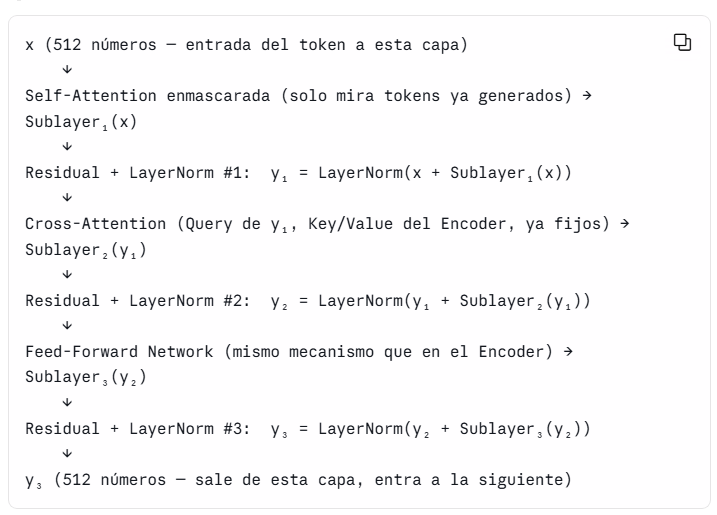 x (512 números — entrada del token a esta capa)
↓
Self-Attention enmascarada (solo mira tokens ya generados) →
Sublayer₁(x)
↓
Residual + LayerNorm #1:  y₁ = LayerNorm(x + Sublayer₁(x))
↓
Cross-Attention (Query de y₁, Key/Value del Encoder, ya fijos) →
Sublayer₂(y₁)
↓
Residual + LayerNorm #2:  y₂ = LayerNorm(y₁ + Sublayer₂(y₁))
↓
Feed-Forward Network (mismo mecanismo que en el Encoder) →
Sublayer₃(y₂)
↓
Residual + LayerNorm #3:  y₃ = LayerNorm(y₂ + Sublayer₃(y₂))
↓
y₃ (512 números — sale de esta capa, entra a la siguiente)